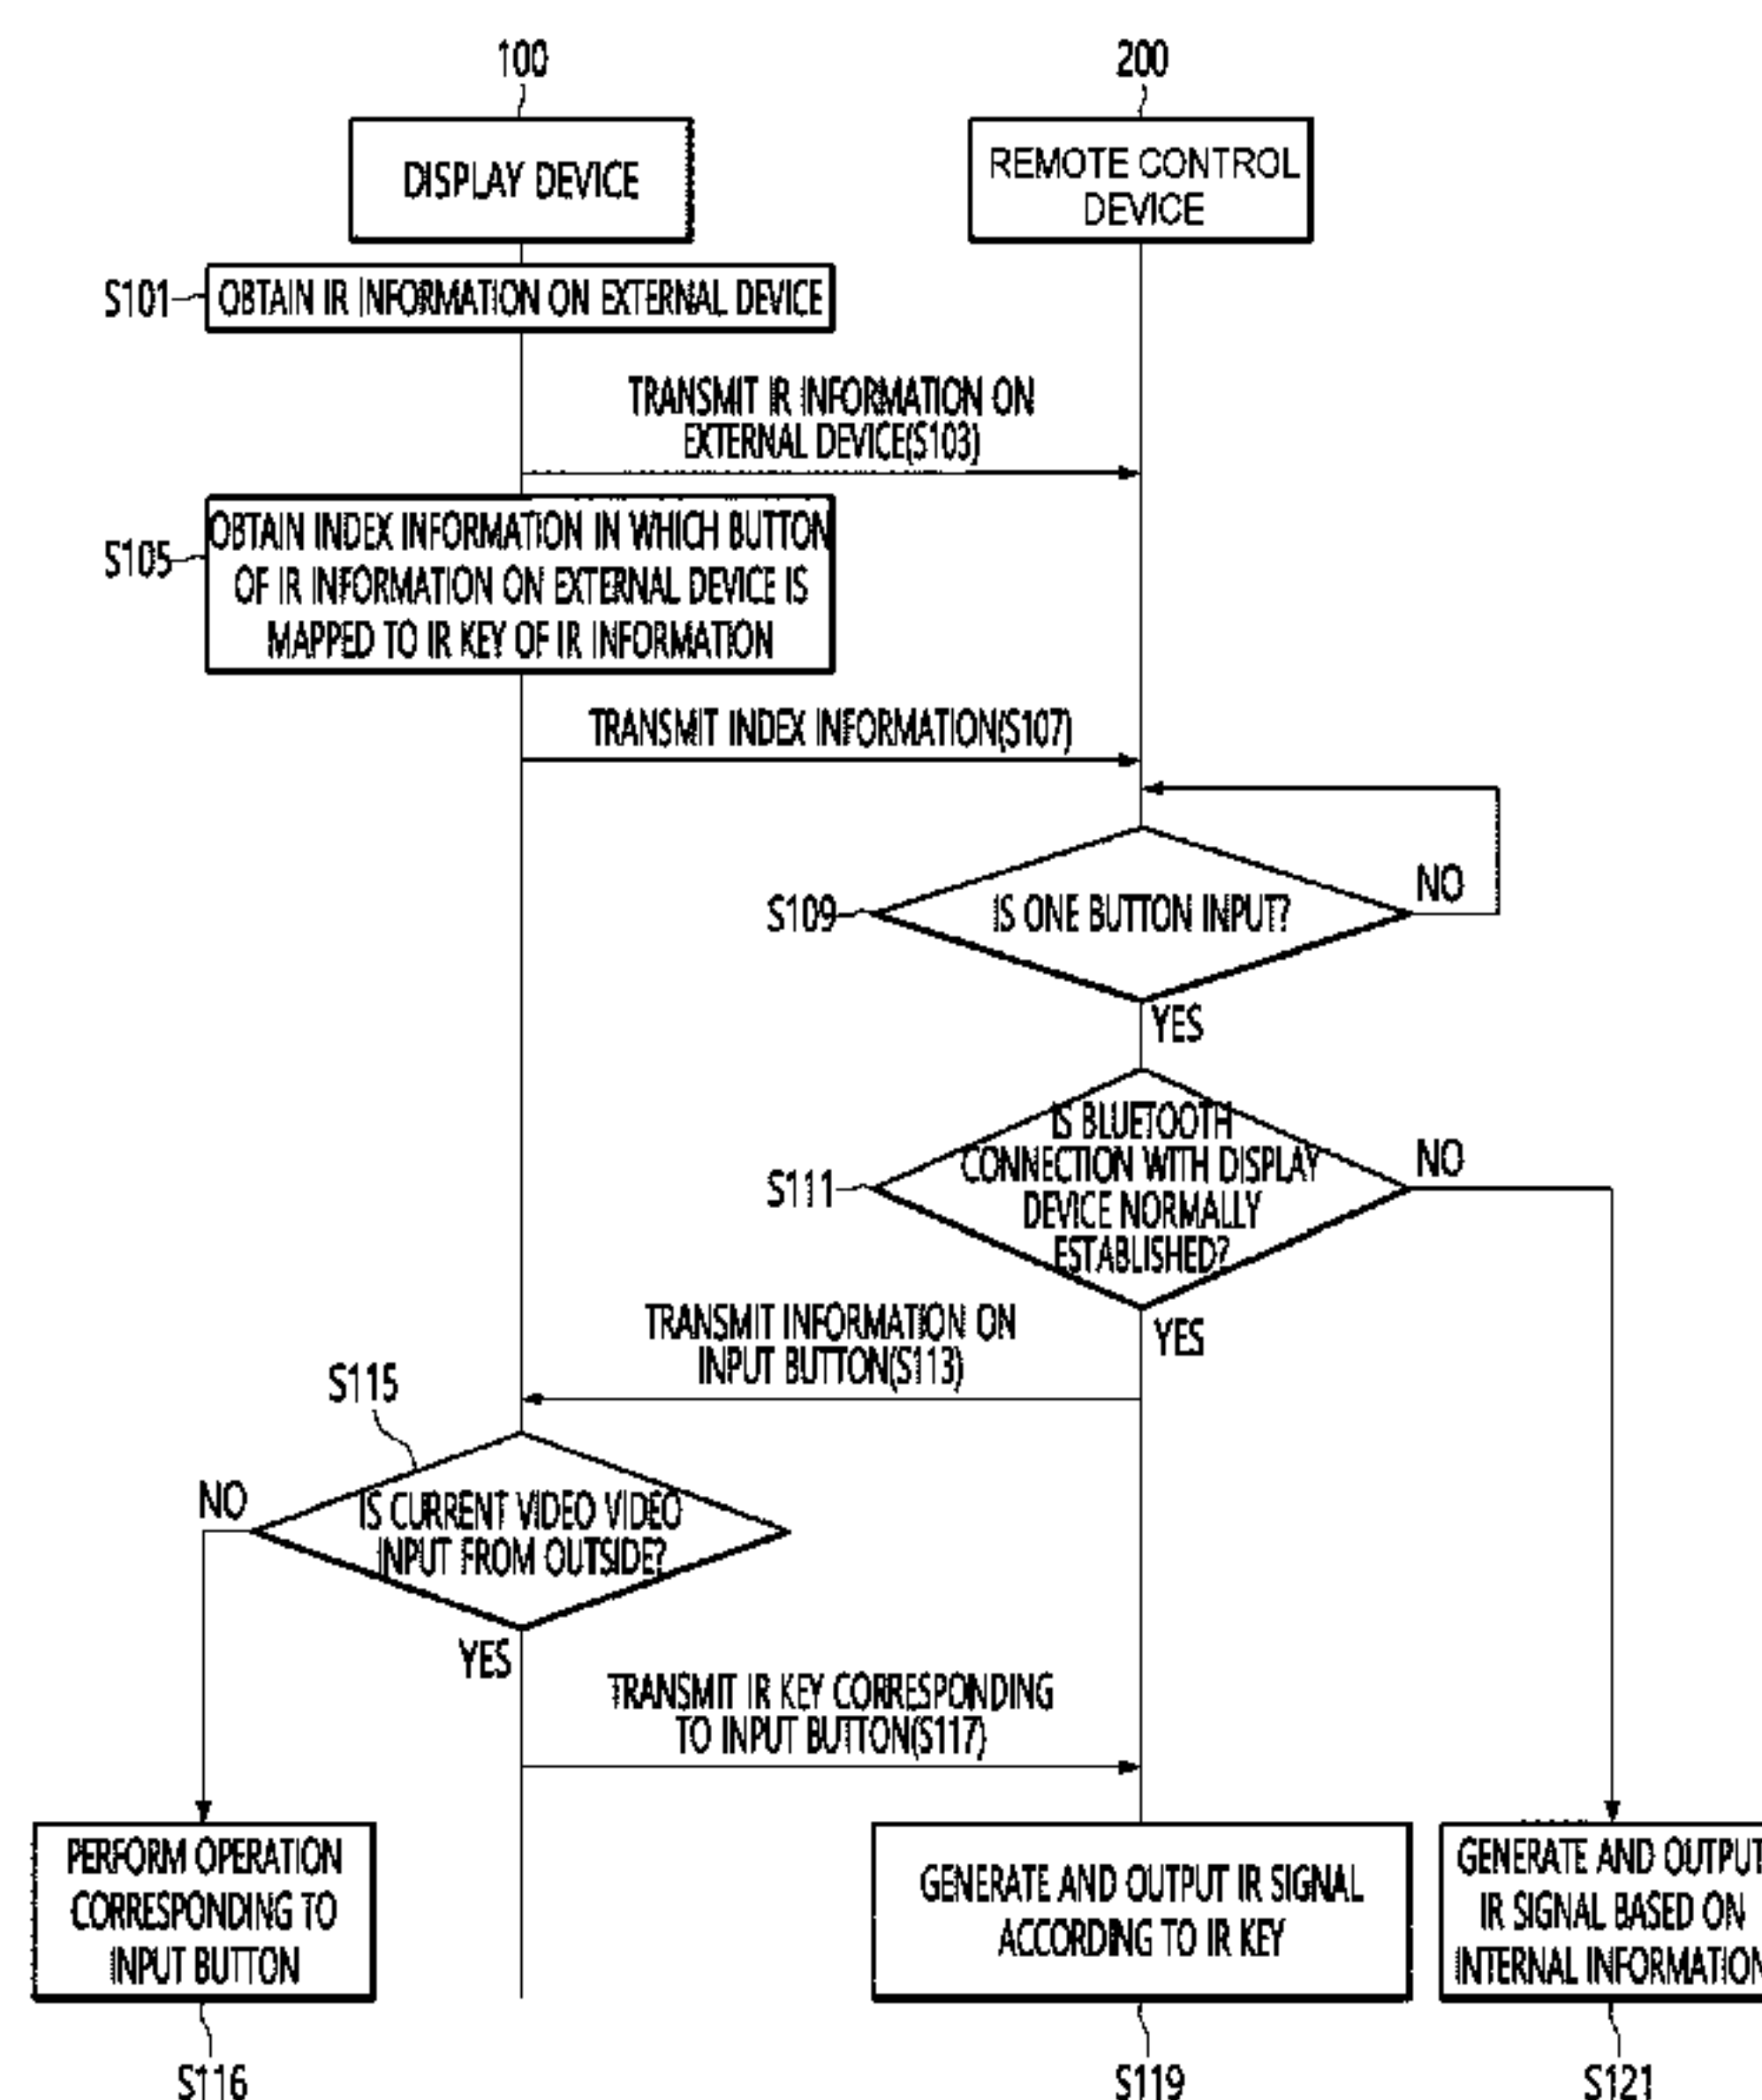 100
200
DISPLAY DEVICE
REMOTE CONTROL
DEVICE
S101
OBTAIN IR INFORMATION ON EXTERNAL DEVICE
TRANSMIT IR INFORMATION ON
EXTERNAL DEVICE(S103)
S105
OBTAIN INDEX INFORMATION IN WHICH BUTTON
OF IR INFORMATION ON EXTERNAL DEVICE IS
MAPPED TO IR KEY OF IR INFORMATION
TRANSMIT INDEX INFORMATION(S107)
S109
IS ONE BUTTON INPUT?
NO
YES
S111
IS BLUETOOTH
CONNECTION WITH DISPLAY
DEVICE NORMALLY
ESTABLISHED?
NO
YES
TRANSMIT INFORMATION ON
INPUT BUTTON(S113)
S115
NO
IS CURRENT VIDEO VIDEO
INPUT FROM OUTSIDE?
YES
TRANSMIT IR KEY CORRESPONDING
TO INPUT BUTTON(S117)
PERFORM OPERATION
CORRESPONDING TO
INPUT BUTTON
GENERATE AND OUTPUT IR SIGNAL
ACCORDING TO IR KEY
GENERATE AND OUTPUT
IR SIGNAL BASED ON
INTERNAL INFORMATION
S116
S119
S121